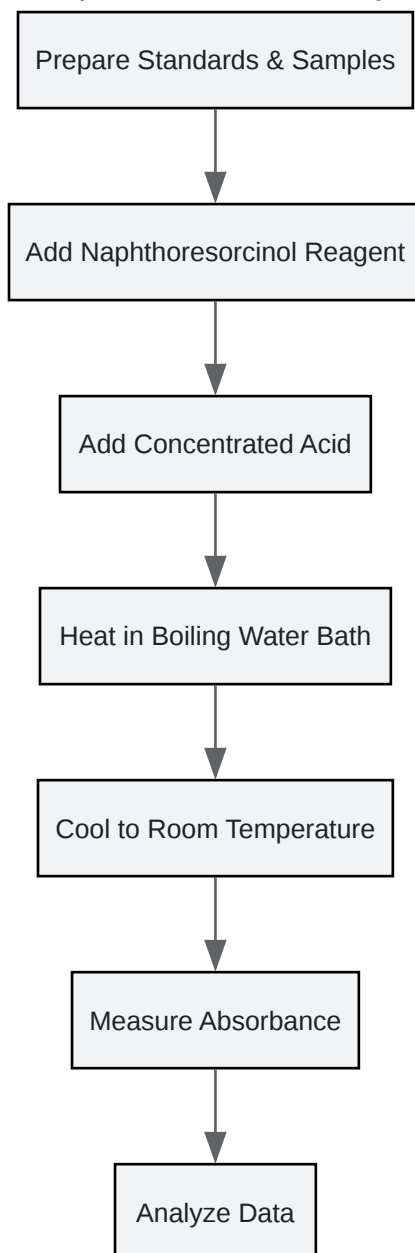 Prepare Standards & Samples
Add Naphthoresorcinol Reagent
Add Concentrated Acid
Heat in Boiling Water Bath
Cool to Room Temperature
Measure Absorbance
Analyze Data